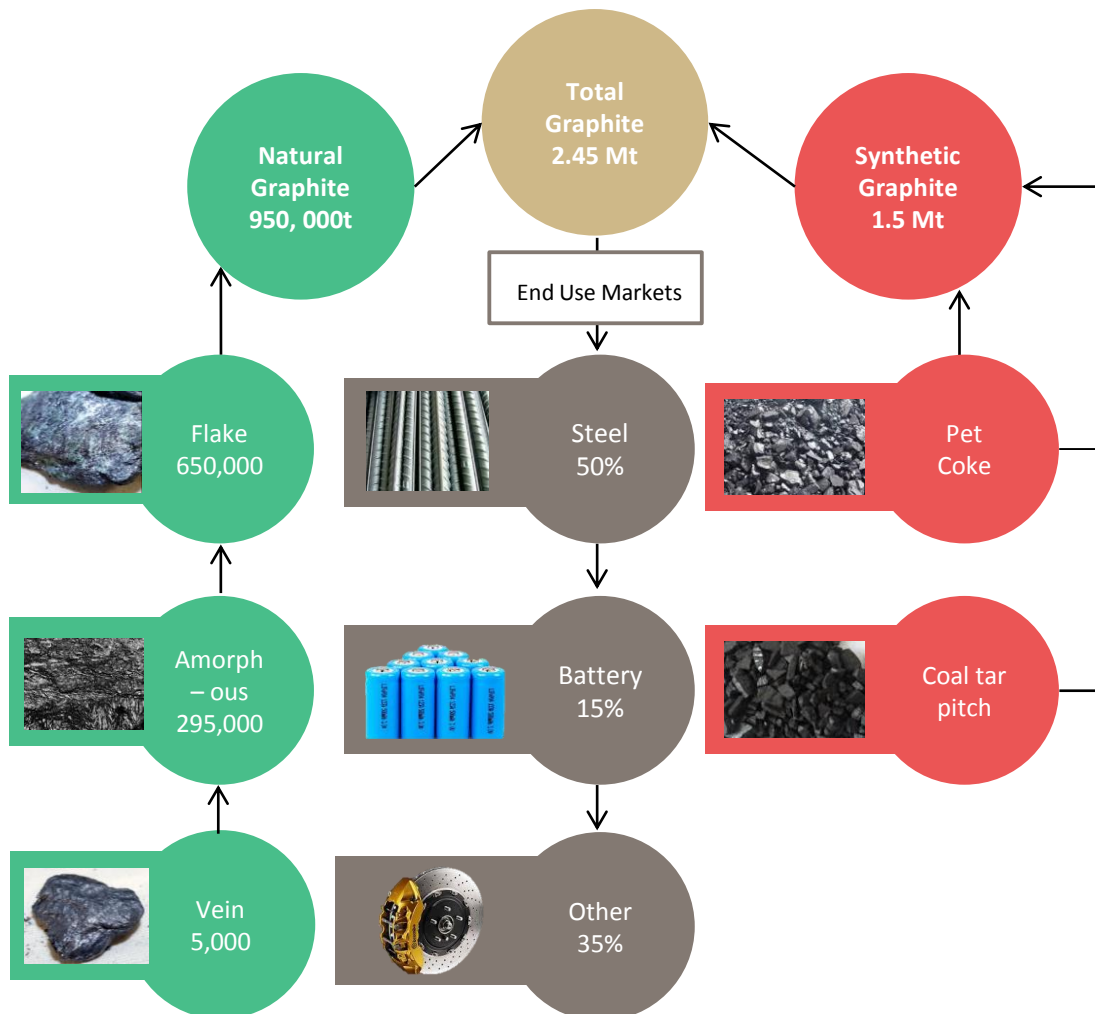 Total
Graphite
2.45 Mt
Natural
Graphite
950, 000t
Synthetic
Graphite
1.5 Mt
End Use Markets
Flake
650,000
Steel
50%
Pet
Coke
Amorph
– ous
295,000
Battery
15%
Coal tar
pitch
Vein
5,000
Other
35%